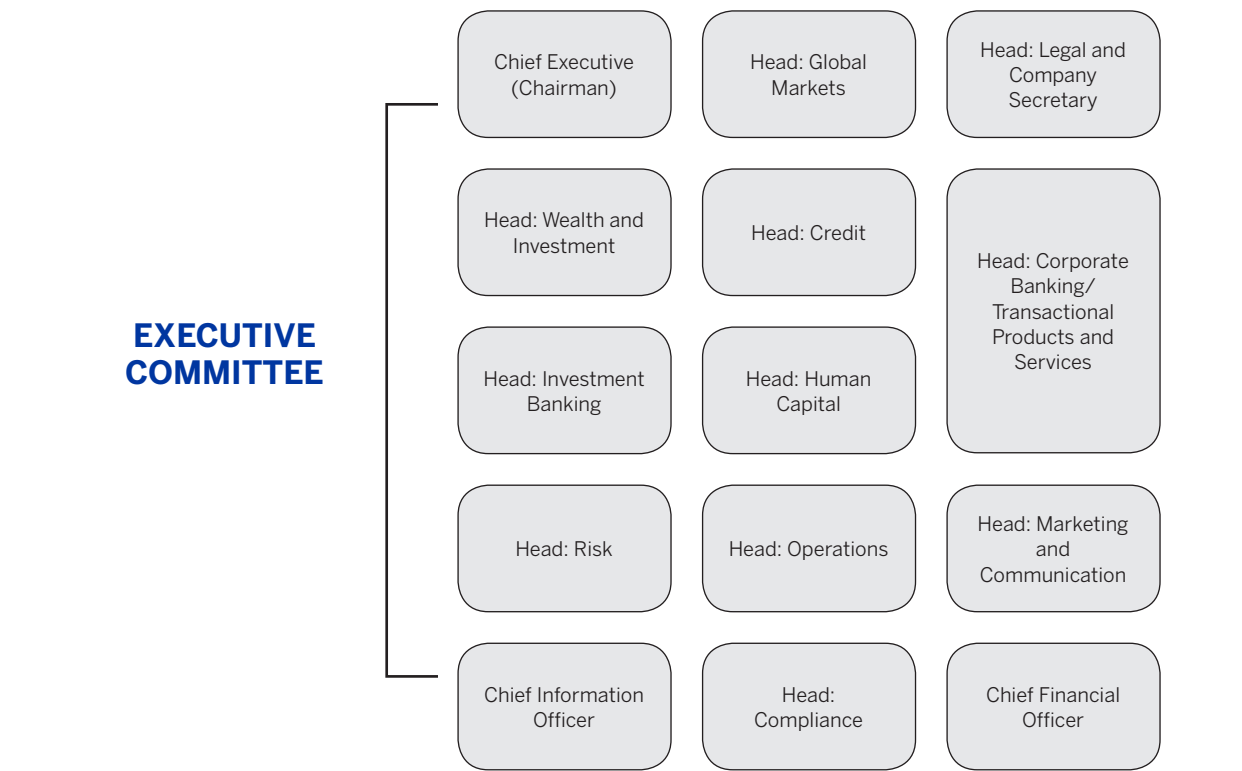 EXECUTIVE
COMMITTEE
Chief Executive
(Chairman)
Head: Global
Markets
Head: Legal and
Company
Secretary
Head: Wealth and
Investment
Head: Credit
Head: Corporate
Banking/
Transactional
Products and
Services
Head: Investment
Banking
Head: Human
Capital
Head: Risk
Head: Operations
Head: Marketing
and
Communication
Chief Information
Officer
Head:
Compliance
Chief Financial
Officer